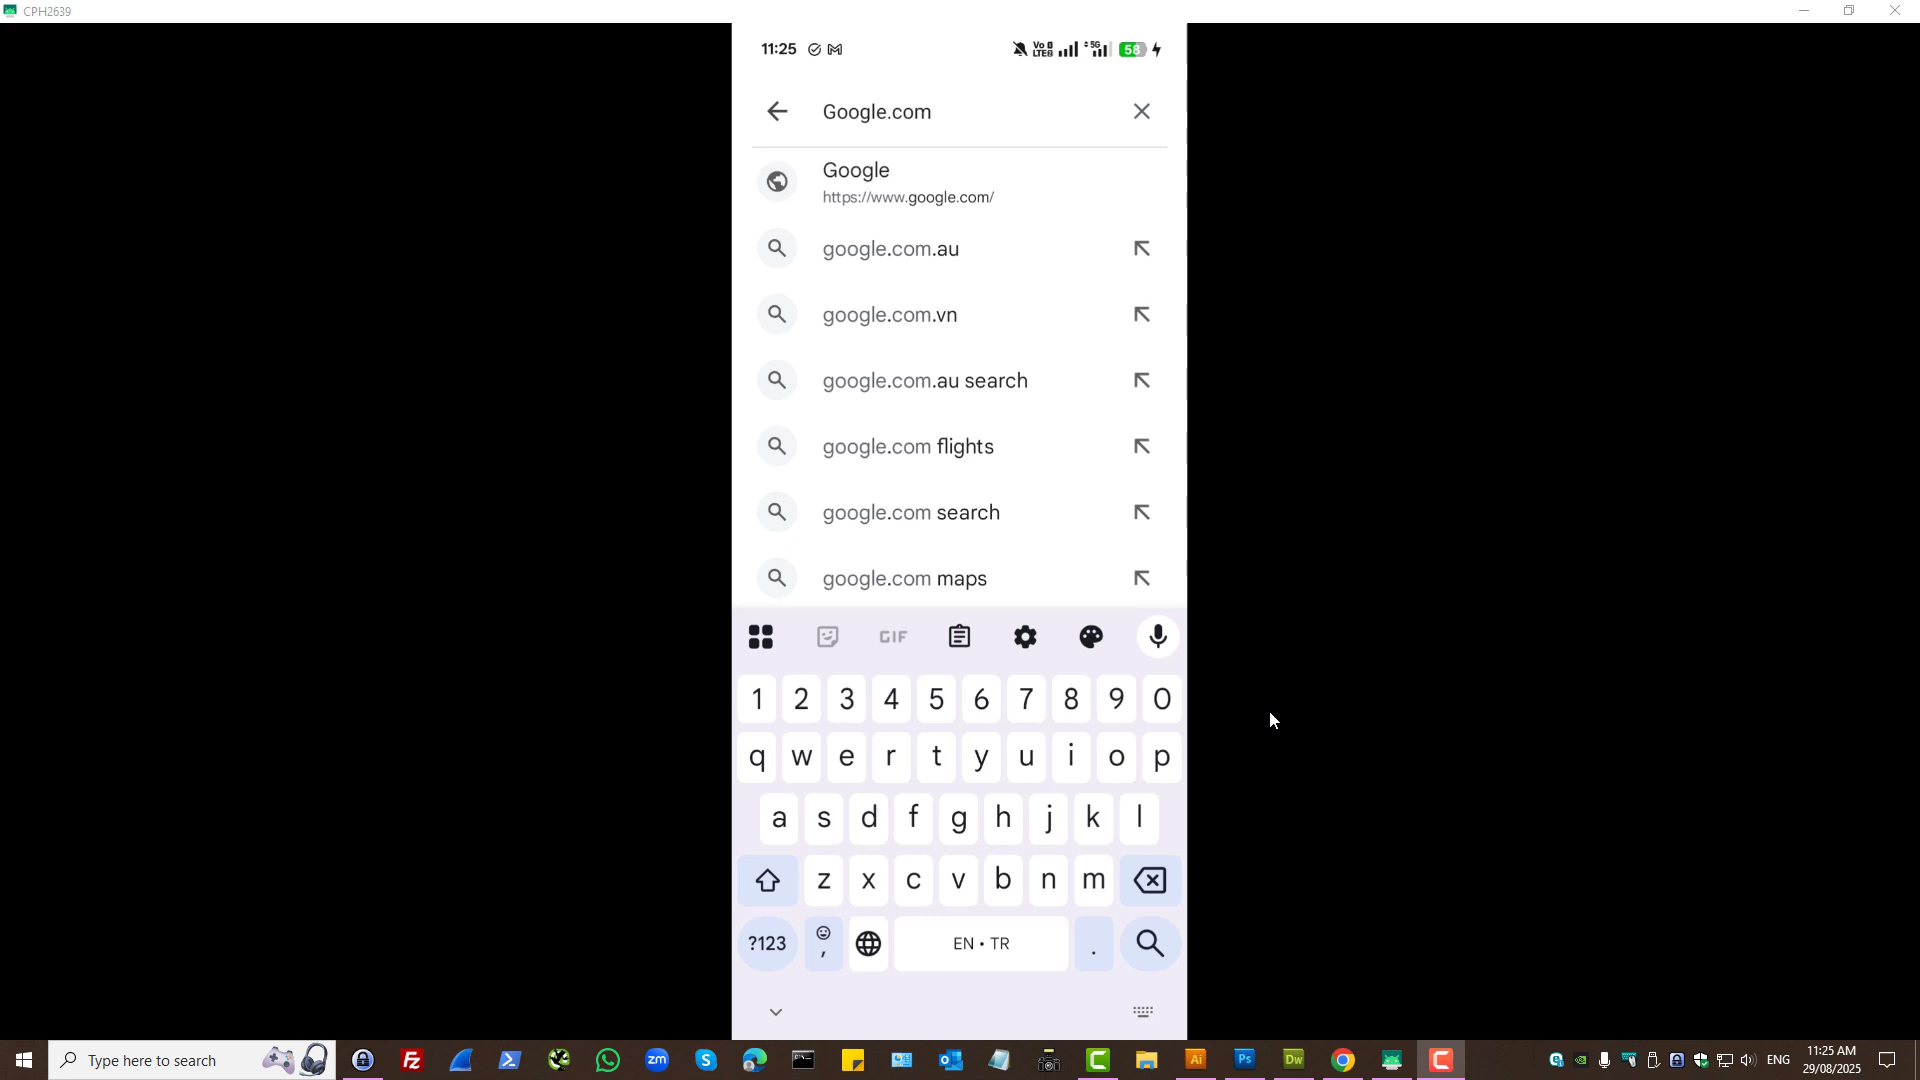 CPH2639
11:25 58
Google.com
Google
https://www.google.com/
google.com.au
google.com.vn
google.com.au search
google.com flights
google.com search
google.com maps
GIF
1 2 3 4 5 6 7 8 9 0
q w e r t y u i o p
a s d f g h j k l
z x c v b n m
?123 , EN • TR .
Type here to search
ENG
11:25 AM
29/08/2025